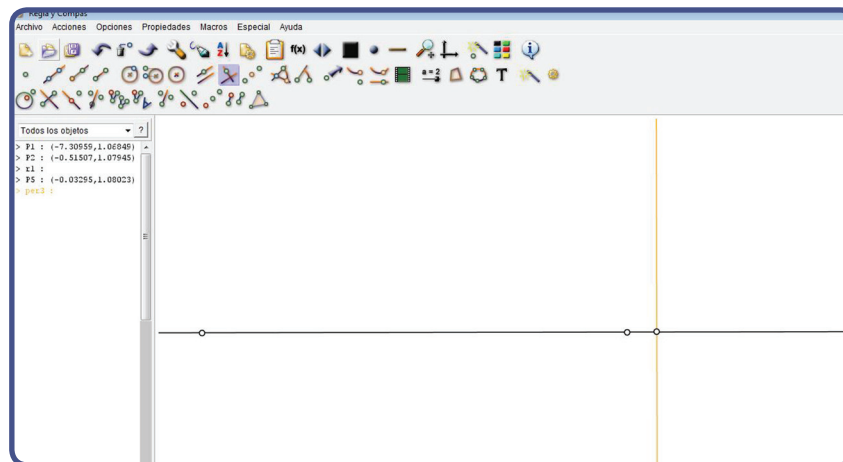 Regla y Compas
Archivo Acciones Opciones Propiedades Macros Especial Ayuda
f(x)
a=2
T
Todos los objetos ?
> P1 : (-7.30959,1.06849)
> P2 : (-0.51507,1.07945)
> r1 :
> P5 : (-0.03295,1.08023)
> per3 :